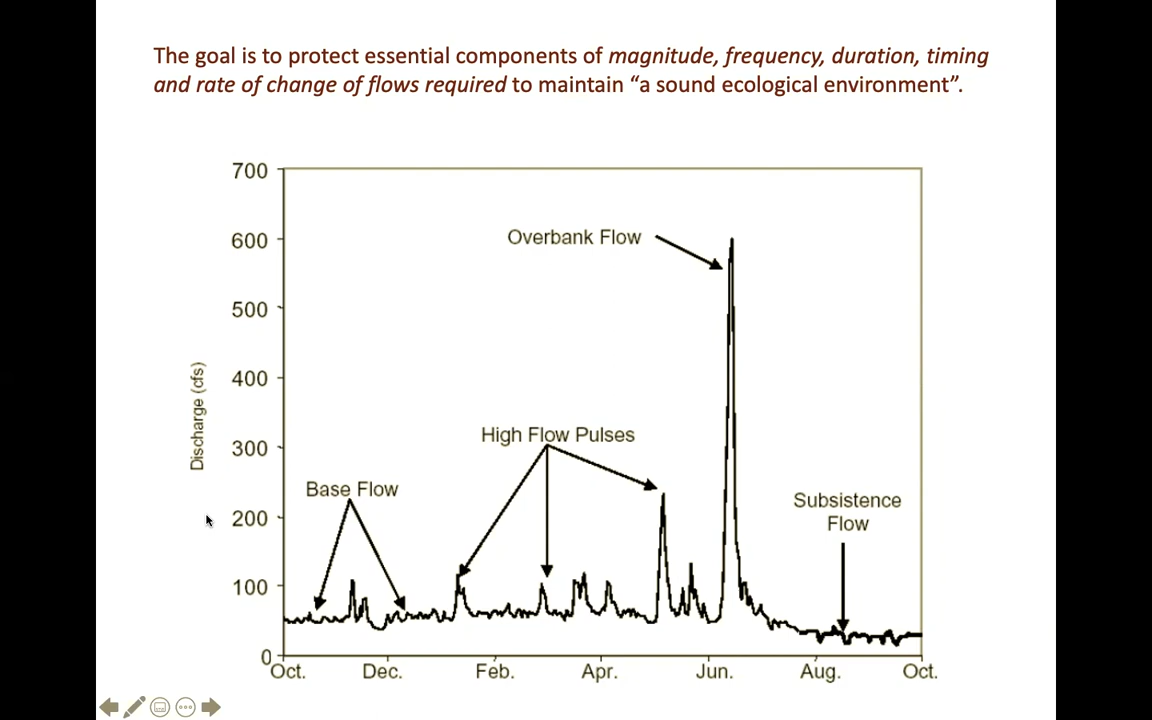 The goal is to protect essential components of magnitude, frequency, duration, timing
and rate of change of flows required to maintain “a sound ecological environment”.
700
600
500
400
300
200
100
0
Discharge (cfs)
Overbank Flow
High Flow Pulses
Base Flow
Subsistence
Flow
Oct. Dec. Feb. Apr. Jun. Aug. Oct.